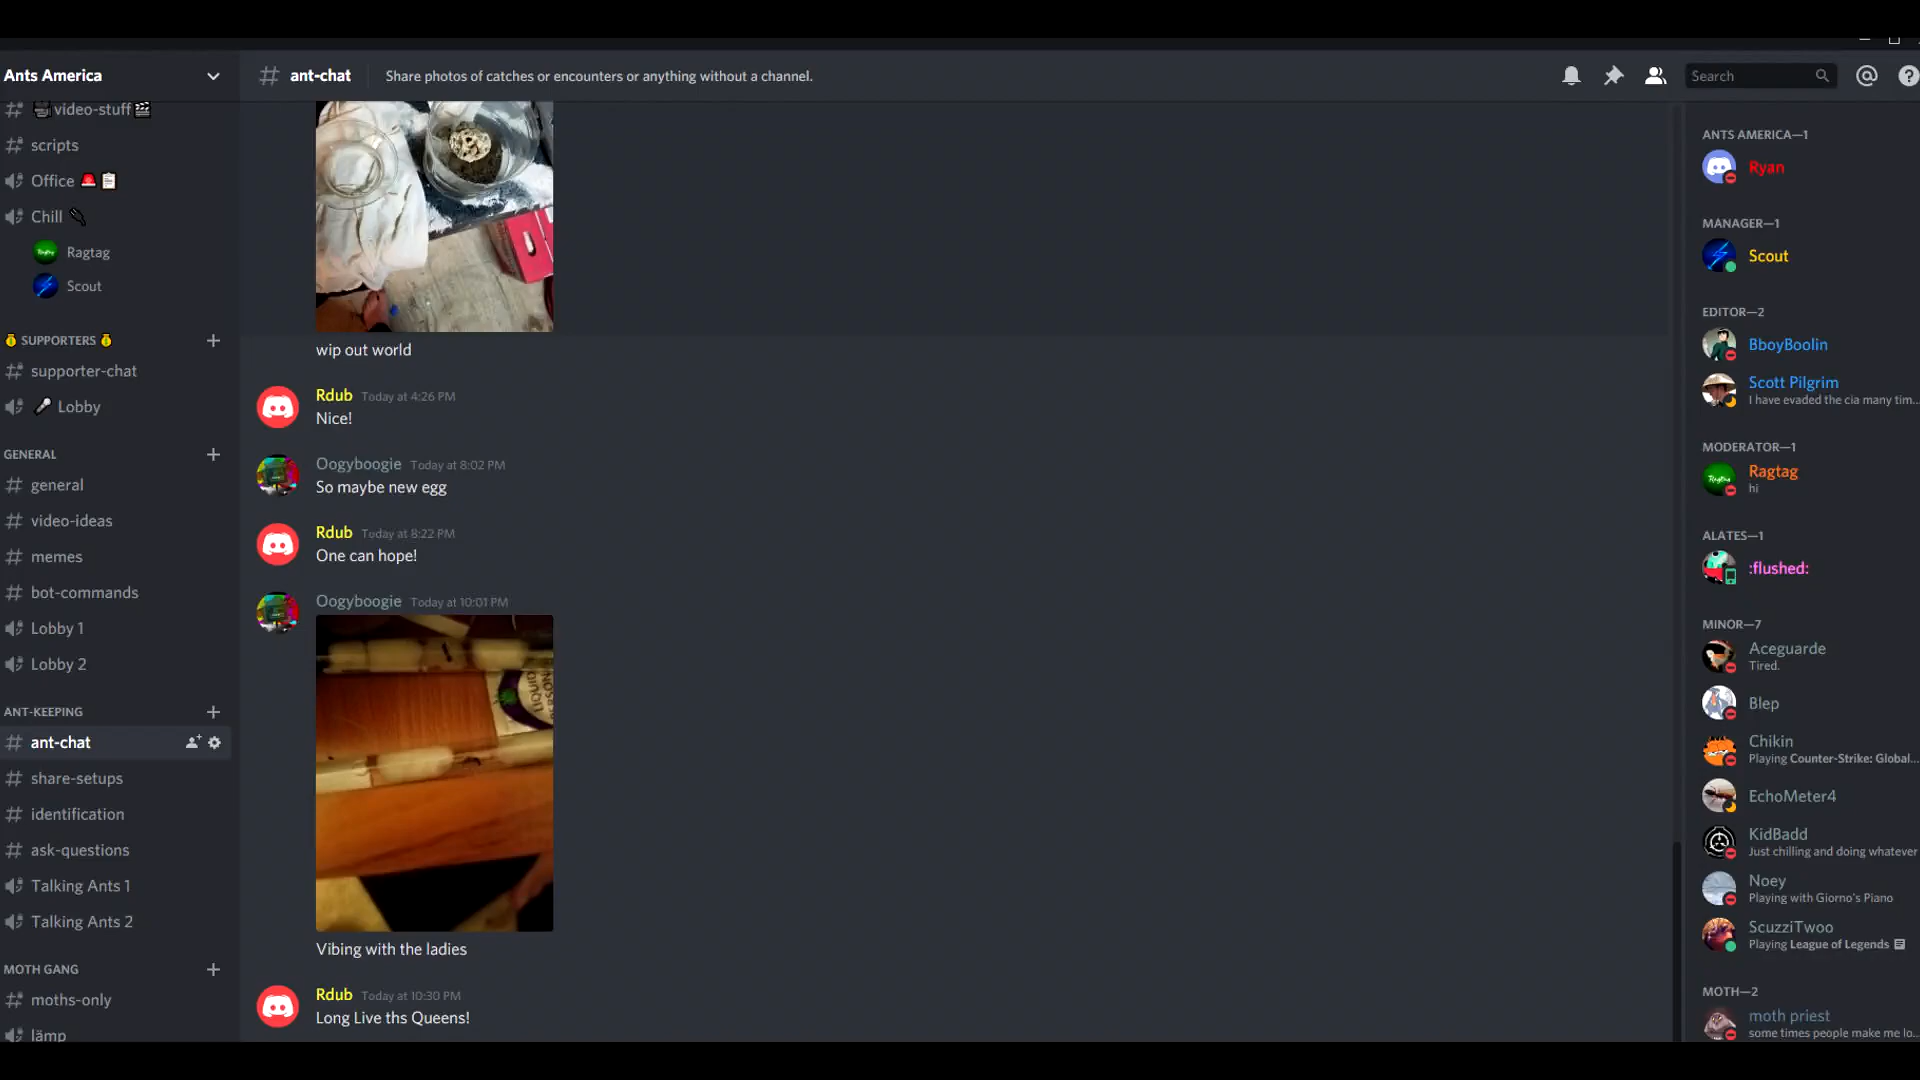 Ants America
ant-chat
Share photos of catches or encounters or anything without a channel.
Search
video-stuff
scripts
Office
Chill
Ragtag
Scout
SUPPORTERS
supporter-chat
Lobby
GENERAL
general
video-ideas
memes
bot-commands
Lobby 1
Lobby 2
ANT-KEEPING
ant-chat
share-setups
identification
ask-questions
Talking Ants 1
Talking Ants 2
MOTH GANG
moths-only
lämp
wip out world
Rdub Today at 4:26 PM
Nice!
Oogyboogie Today at 8:02 PM
So maybe new egg
Rdub Today at 8:22 PM
One can hope!
Oogyboogie Today at 10:01 PM
LIQUID
Vibing with the ladies
Rdub Today at 10:30 PM
Long Live ths Queens!
ANTS AMERICA—1
Ryan
MANAGER—1
Scout
EDITOR—2
BboyBoolin
Scott Pilgrim
I have evaded the cia many tim...
MODERATOR—1
Ragtag
hi
ALATES—1
:flushed:
MINOR—7
Aceguarde
Tired.
Blep
Chikin
Playing Counter-Strike: Global...
EchoMeter4
KidBadd
Just chilling and doing whatever
Noey
Playing with Giorno's Piano
ScuzziTwoo
Playing League of Legends
MOTH—2
moth priest
some times people make me lo...